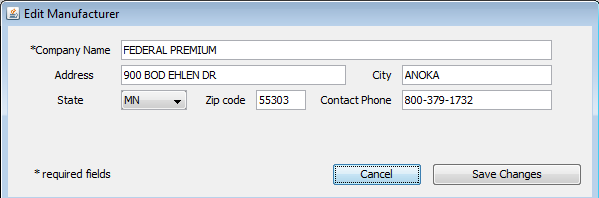 Edit Manufacturer
*Company Name FEDERAL PREMIUM
Address 900 BOD EHLEN DR City ANOKA
State MN Zip code 55303 Contact Phone 800-379-1732
* required fields Cancel Save Changes